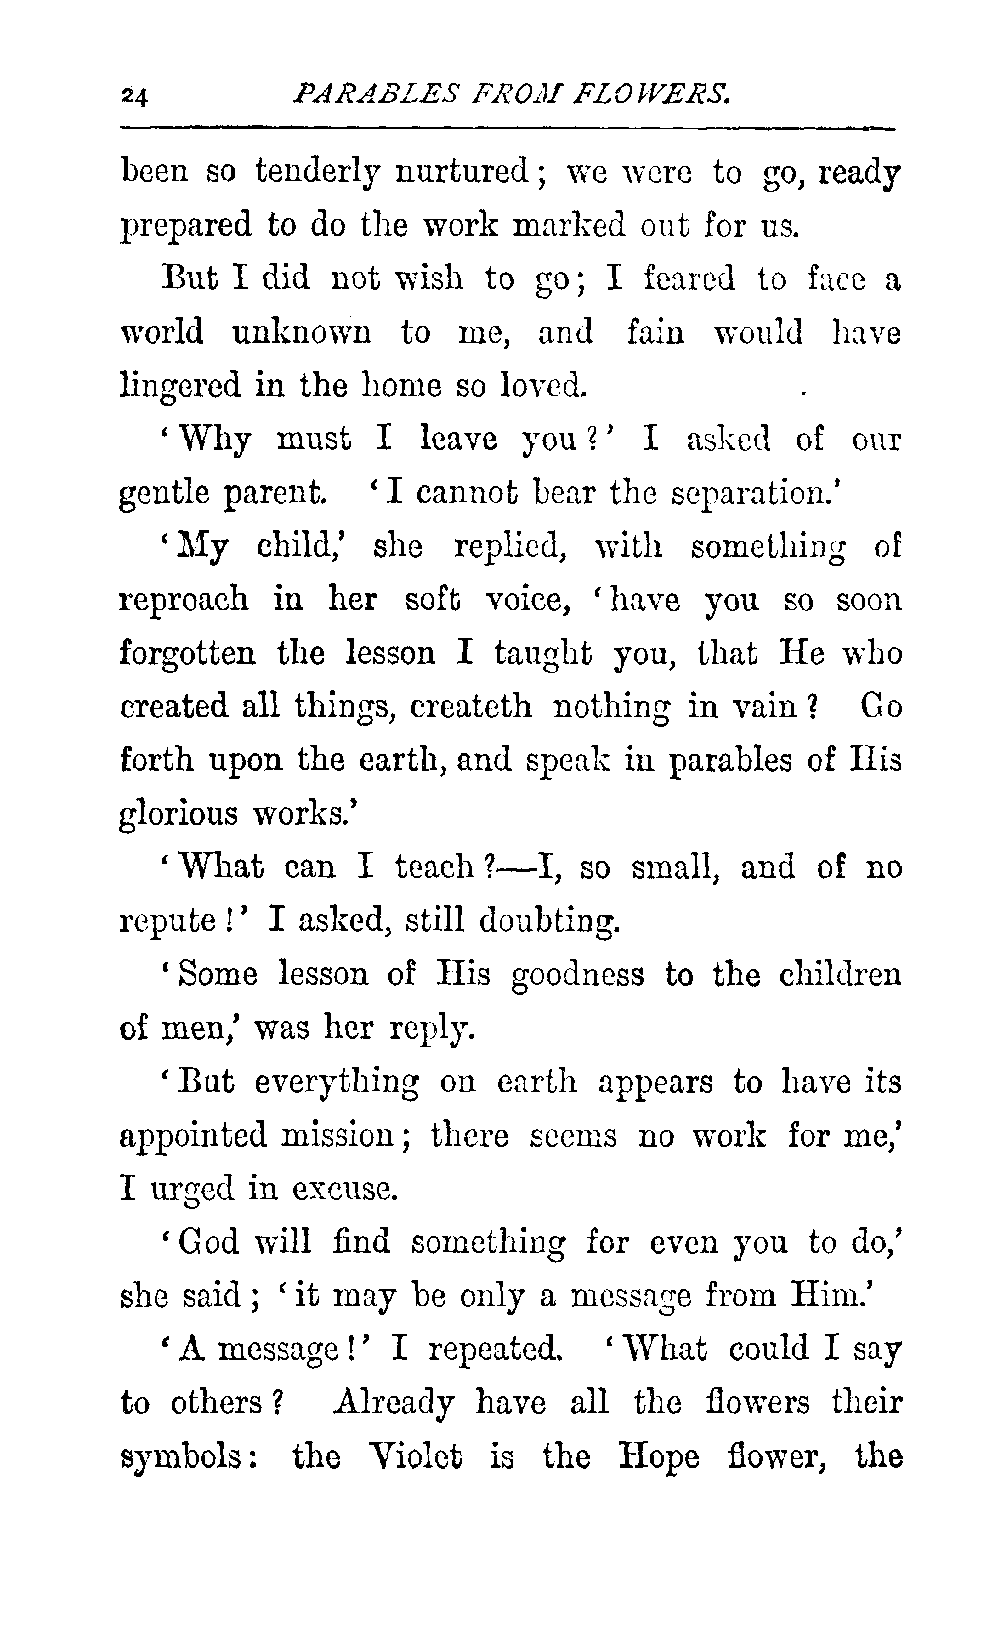 24 PARABLES FROM FLOWERS.
been so tenderly nurtured; we were to go, ready
prepared to do the work marked out for us.
But I did not wish to go; I feared to face a
world unknown to me, and fain would have
lingered in the home so loved.
‘Why must I leave you?’ I asked of our
gentle parent. ‘I cannot bear the separation.’
‘My child,’ she replied, with something of
reproach in her soft voice, ‘have you so soon
forgotten the lesson I taught you, that He who
created all things, createth nothing in vain? Go
forth upon the earth, and speak in parables of His
glorious works.’
‘What can I teach?—I, so small, and of no
repute!’ I asked, still doubting.
‘Some lesson of His goodness to the children
of men,’ was her reply.
‘But everything on earth appears to have its
appointed mission; there seems no work for me,’
I urged in excuse.
‘God will find something for even you to do,’
she said; ‘it may be only a message from Him.’
‘A message!’ I repeated. ‘What could I say
to others? Already have all the flowers their
symbols: the Violet is the Hope flower, the